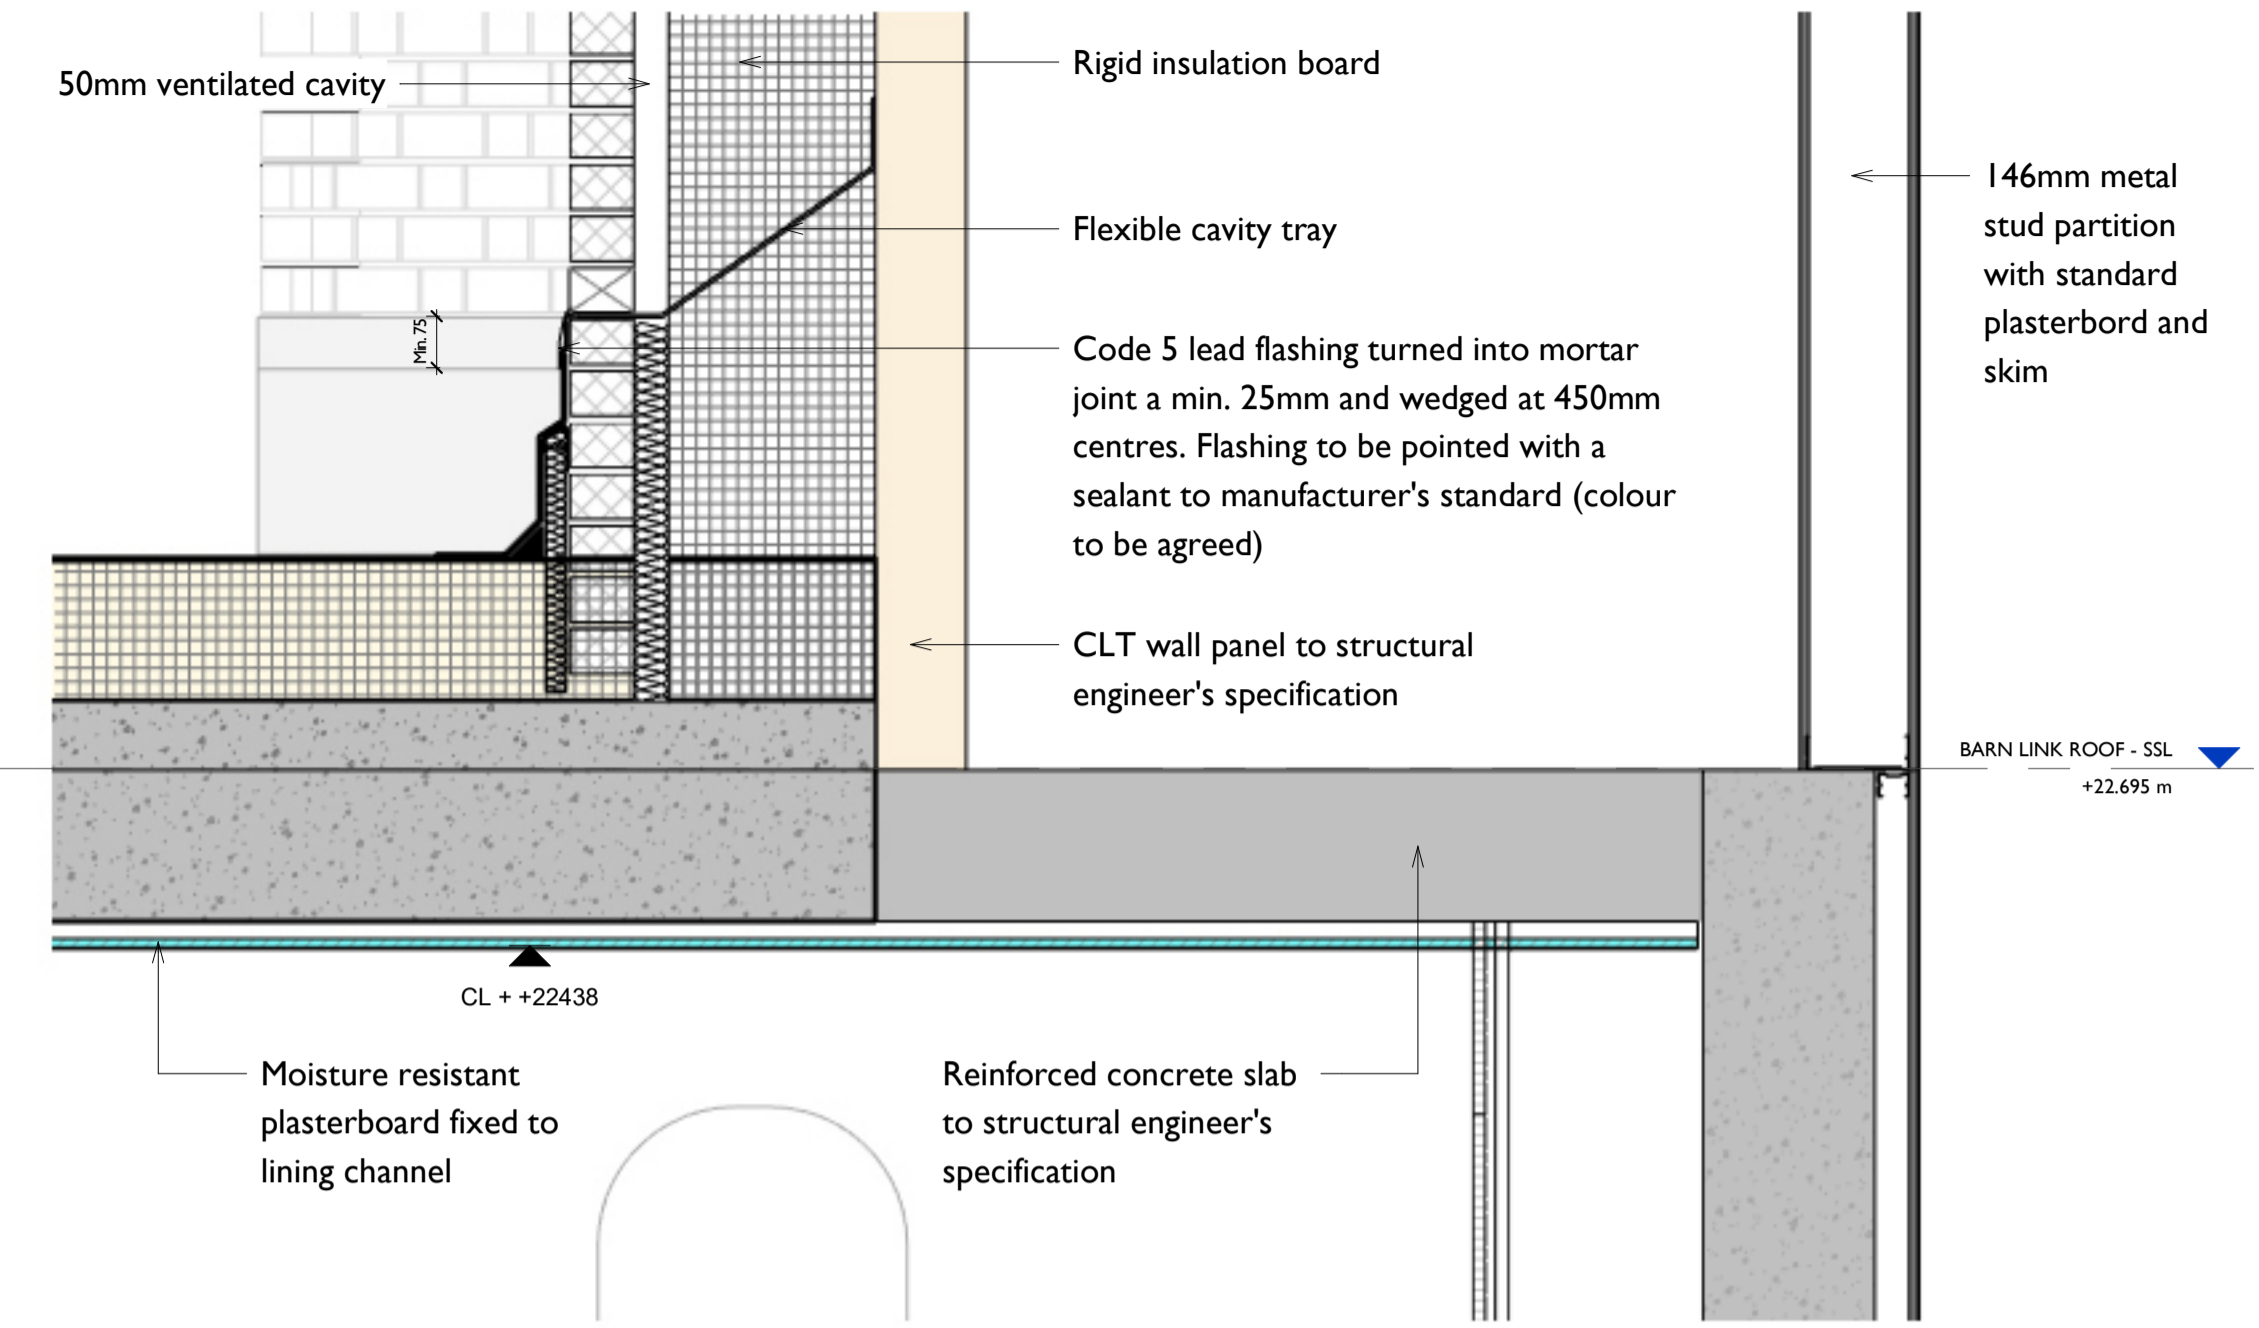 50mm ventilated cavity
Rigid insulation board
146mm metal
stud partition
with standard
plasterbord and
skim
Flexible cavity tray
Min. 75
Code 5 lead flashing turned into mortar
joint a min. 25mm and wedged at 450mm
centres. Flashing to be pointed with a
sealant to manufacturer's standard (colour
to be agreed)
CLT wall panel to structural
engineer's specification
BARN LINK ROOF - SSL
+22.695 m
CL + +22438
Moisture resistant
plasterboard fixed to
lining channel
Reinforced concrete slab
to structural engineer's
specification